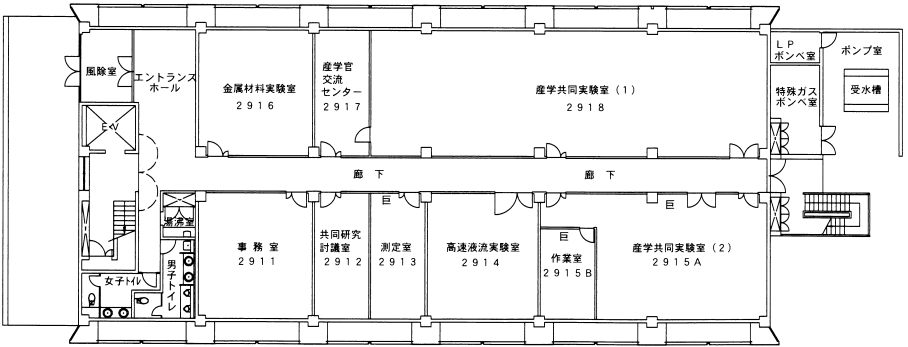 風除室
エントランス
ホール
金属材料実験室
2916
産学官
交流
センター
2917
産学共同実験室(1)
2918
LP
ボンベ室
ポンプ室
特殊ガス
ボンベ室
受水槽
EV
廊下
廊下
湯沸室
事務室
2911
共同研究
討議室
2912
巨
測定室
2913
高速液流実験室
2914
巨
作業室
2915B
巨
産学共同実験室(2)
2915A
女子トイレ
男子トイレ